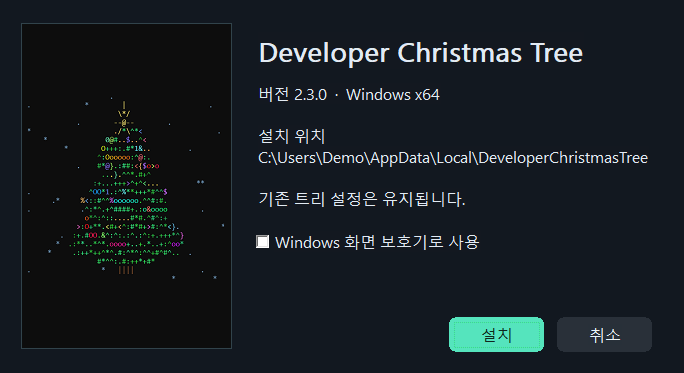 Developer Christmas Tree
버전 2.3.0 · Windows x64
설치 위치
C:\Users\Demo\AppData\Local\DeveloperChristmasTree
기존 트리 설정은 유지됩니다.
Windows 화면 보호기로 사용
설치
취소